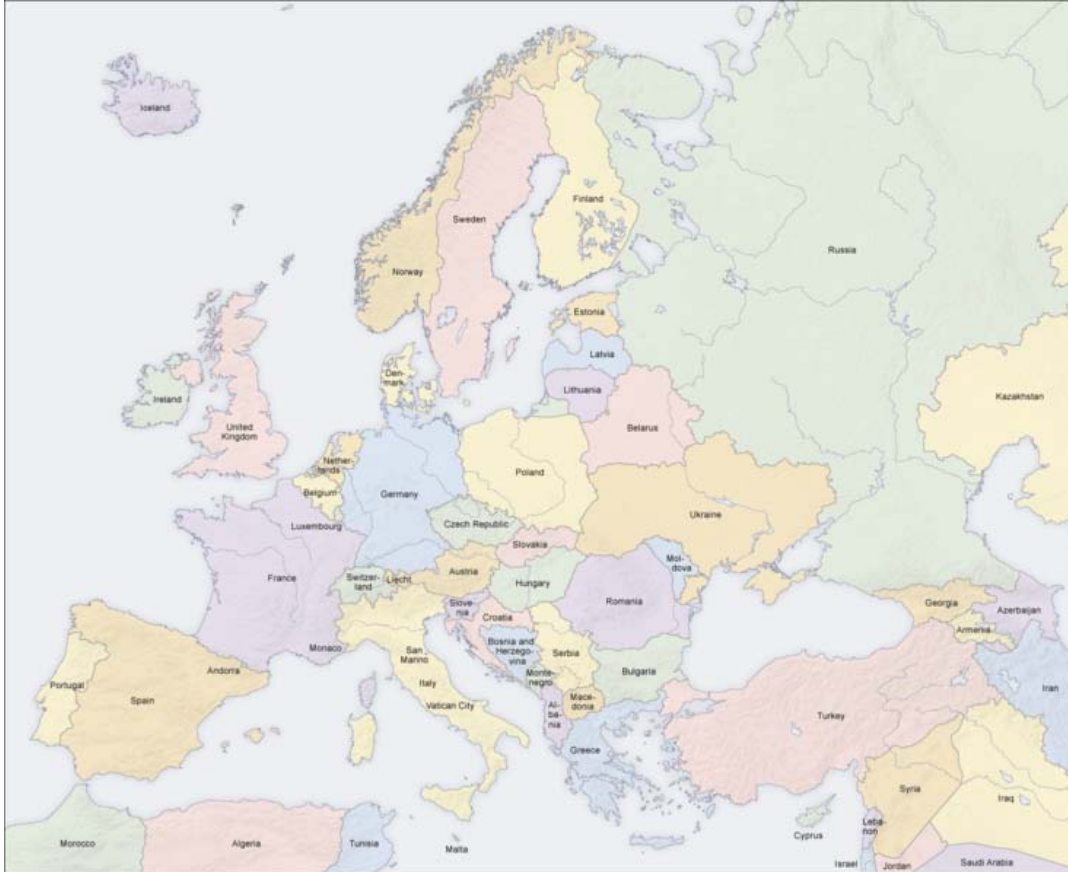 Iceland
Finland
Sweden
Russia
Norway
Estonia
Latvia
Den-
mark
Lithuania
Ireland
Kazakhstan
United
Kingdom
Belarus
Nether-
lands
Poland
Belgium
Germany
Ukraine
Luxembourg
Czech Republic
Slovakia
Mol-
dova
Austria
France
Switzer-
land
Liecht.
Hungary
Romania
Georgia
Slove-
nja
Azerbaijan
Croatia
Armenia
Monaco
San
Marino
Bosnia and
Herzego-
vina
Serbia
Andorra
Bulgaria
Monte-
negro
Portugal
Italy
Iran
Spain
Vatican City
Mace-
donia
Al-
ba-
nia
Turkey
Greece
Syria
Iraq
Leba-
non
Cyprus
Morocco
Algeria
Tunisia
Malta
Israel
Jordan
Saudi Arabia